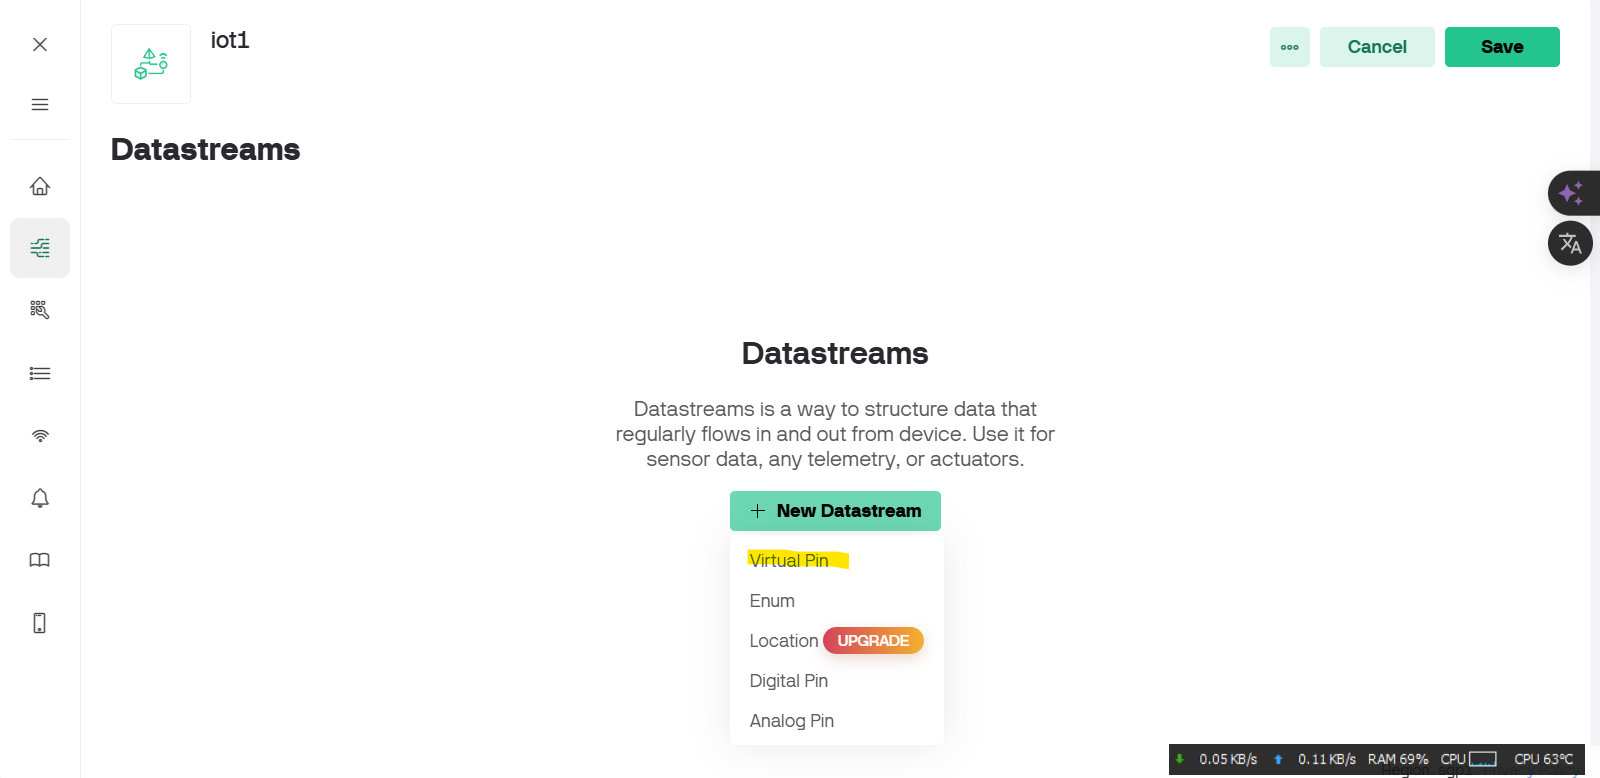 iot1
Cancel
Save
Datastreams
Datastreams
Datastreams is a way to structure data that
regularly flows in and out from device. Use it for
sensor data, any telemetry, or actuators.
New Datastream
Virtual Pin
Enum
Location UPGRADE
Digital Pin
Analog Pin
0.05 KB/s 0.11 KB/s RAM 69% CPU CPU 63°C
Region: sgp1